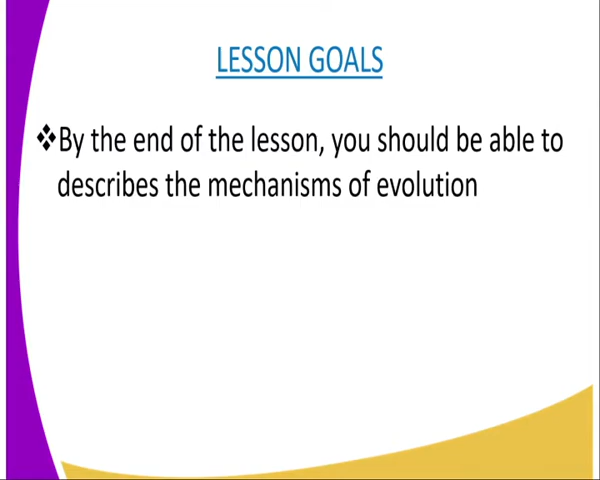 LESSON GOALS
❖By the end of the lesson, you should be able to
describes the mechanisms of evolution